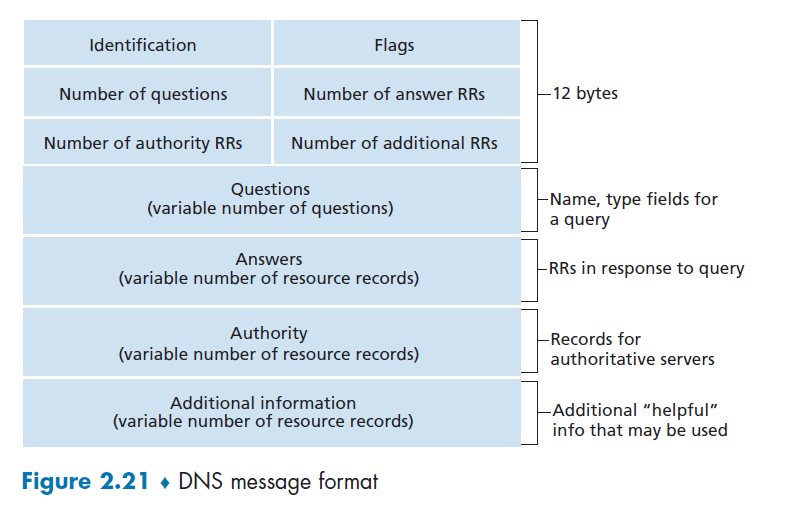 Identification
Flags
Number of questions
Number of answer RRs
12 bytes
Number of authority RRs
Number of additional RRs
Questions
(variable number of questions)
Name, type fields for
a query
Answers
(variable number of resource records)
RRs in response to query
Authority
(variable number of resource records)
Records for
authoritative servers
Additional information
(variable number of resource records)
Additional “helpful”
info that may be used
Figure 2.21 ♦ DNS message format